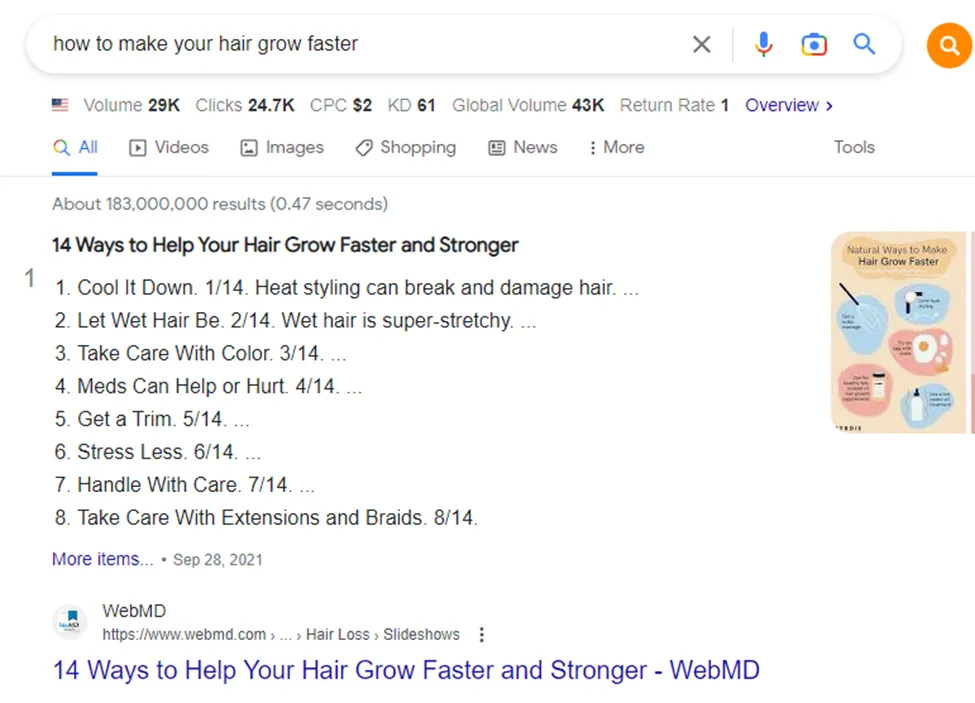 how to make your hair grow faster
Volume 29K Clicks 24.7K CPC $2 KD 61 Global Volume 43K Return Rate 1 Overview ›
All Videos Images Shopping News More Tools
About 183,000,000 results (0.47 seconds)
14 Ways to Help Your Hair Grow Faster and Stronger
1
1. Cool It Down. 1/14. Heat styling can break and damage hair. ...
2. Let Wet Hair Be. 2/14. Wet hair is super-stretchy. ...
3. Take Care With Color. 3/14. ...
4. Meds Can Help or Hurt. 4/14. ...
5. Get a Trim. 5/14. ...
6. Stress Less. 6/14. ...
7. Handle With Care. 7/14. ...
8. Take Care With Extensions and Braids. 8/14.
More items... • Sep 28, 2021
Natural Ways to Make
Hair Grow Faster
WebMD
https://www.webmd.com › ... › Hair Loss › Slideshows
14 Ways to Help Your Hair Grow Faster and Stronger - WebMD